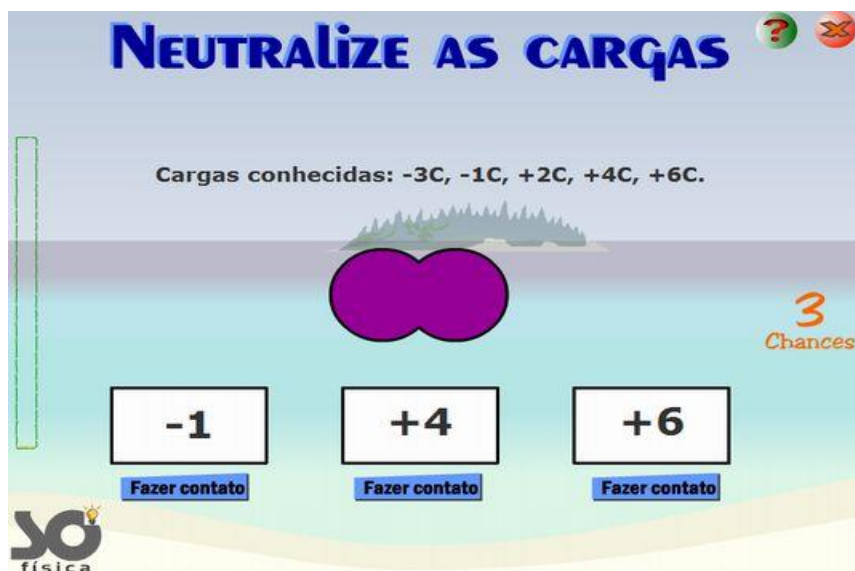 NEUTRALIZE AS CARGAS
?
X
Cargas conhecidas: -3C, -1C, +2C, +4C, +6C.
3
Chances
-1
+4
+6
Fazer contato
Fazer contato
Fazer contato
SÓ
física